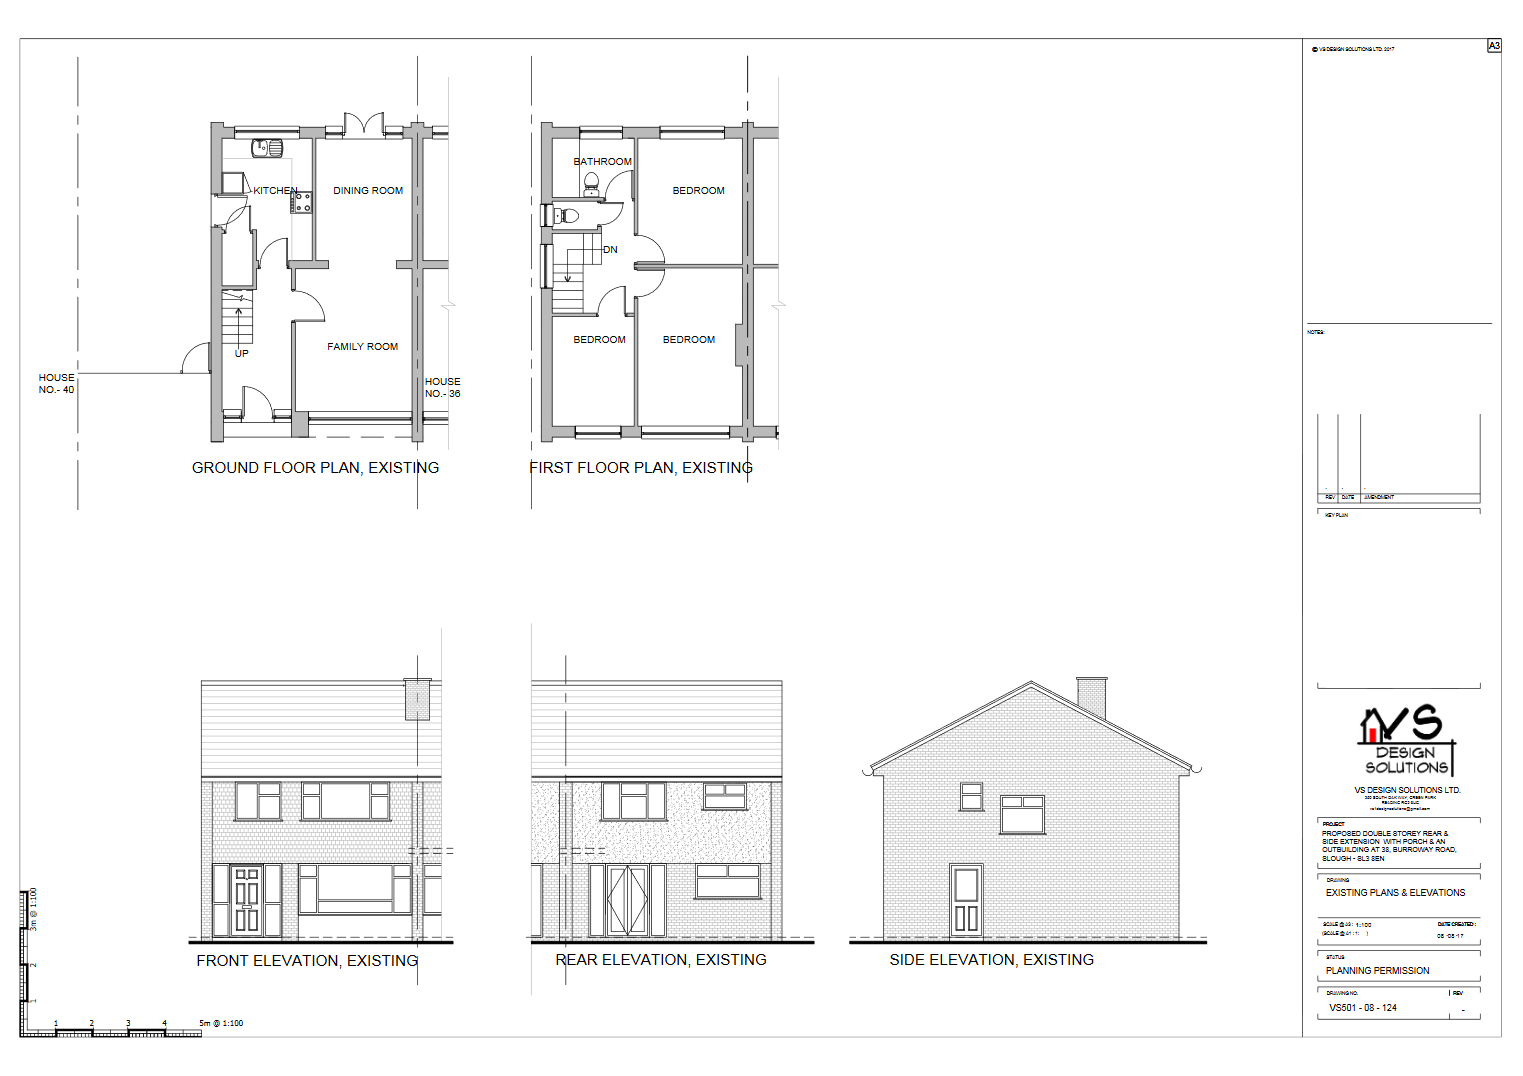 © VS DESIGN SOLUTIONS LTD. 2017
A3
KITCHEN
DINING ROOM
FAMILY ROOM
UP
HOUSE
NO.- 40
HOUSE
NO.- 36
GROUND FLOOR PLAN, EXISTING
BATHROOM
BEDROOM
DN
BEDROOM
BEDROOM
FIRST FLOOR PLAN, EXISTING
FRONT ELEVATION, EXISTING
REAR ELEVATION, EXISTING
SIDE ELEVATION, EXISTING
3m @ 1:100
2
1
1
2
3
4
5m @ 1:100
NOTES:
REV
DATE
AMENDMENT
KEY PLAN
VS
DESIGN
SOLUTIONS
VS DESIGN SOLUTIONS LTD.
PROJECT
PROPOSED DOUBLE STOREY REAR &
SIDE EXTENSION WITH PORCH & AN
OUTBUILDING AT 38, BURROWAY ROAD,
SLOUGH - SL3 8EN
DRAWING
EXISTING PLANS & ELEVATIONS
SCALE @ A3 : 1:100
(SCALE @ A1 : 1: )
DATE CREATED :
08 -08 -17
STATUS
PLANNING PERMISSION
DRAWING NO.
REV
VS501 - 08 - 124
-